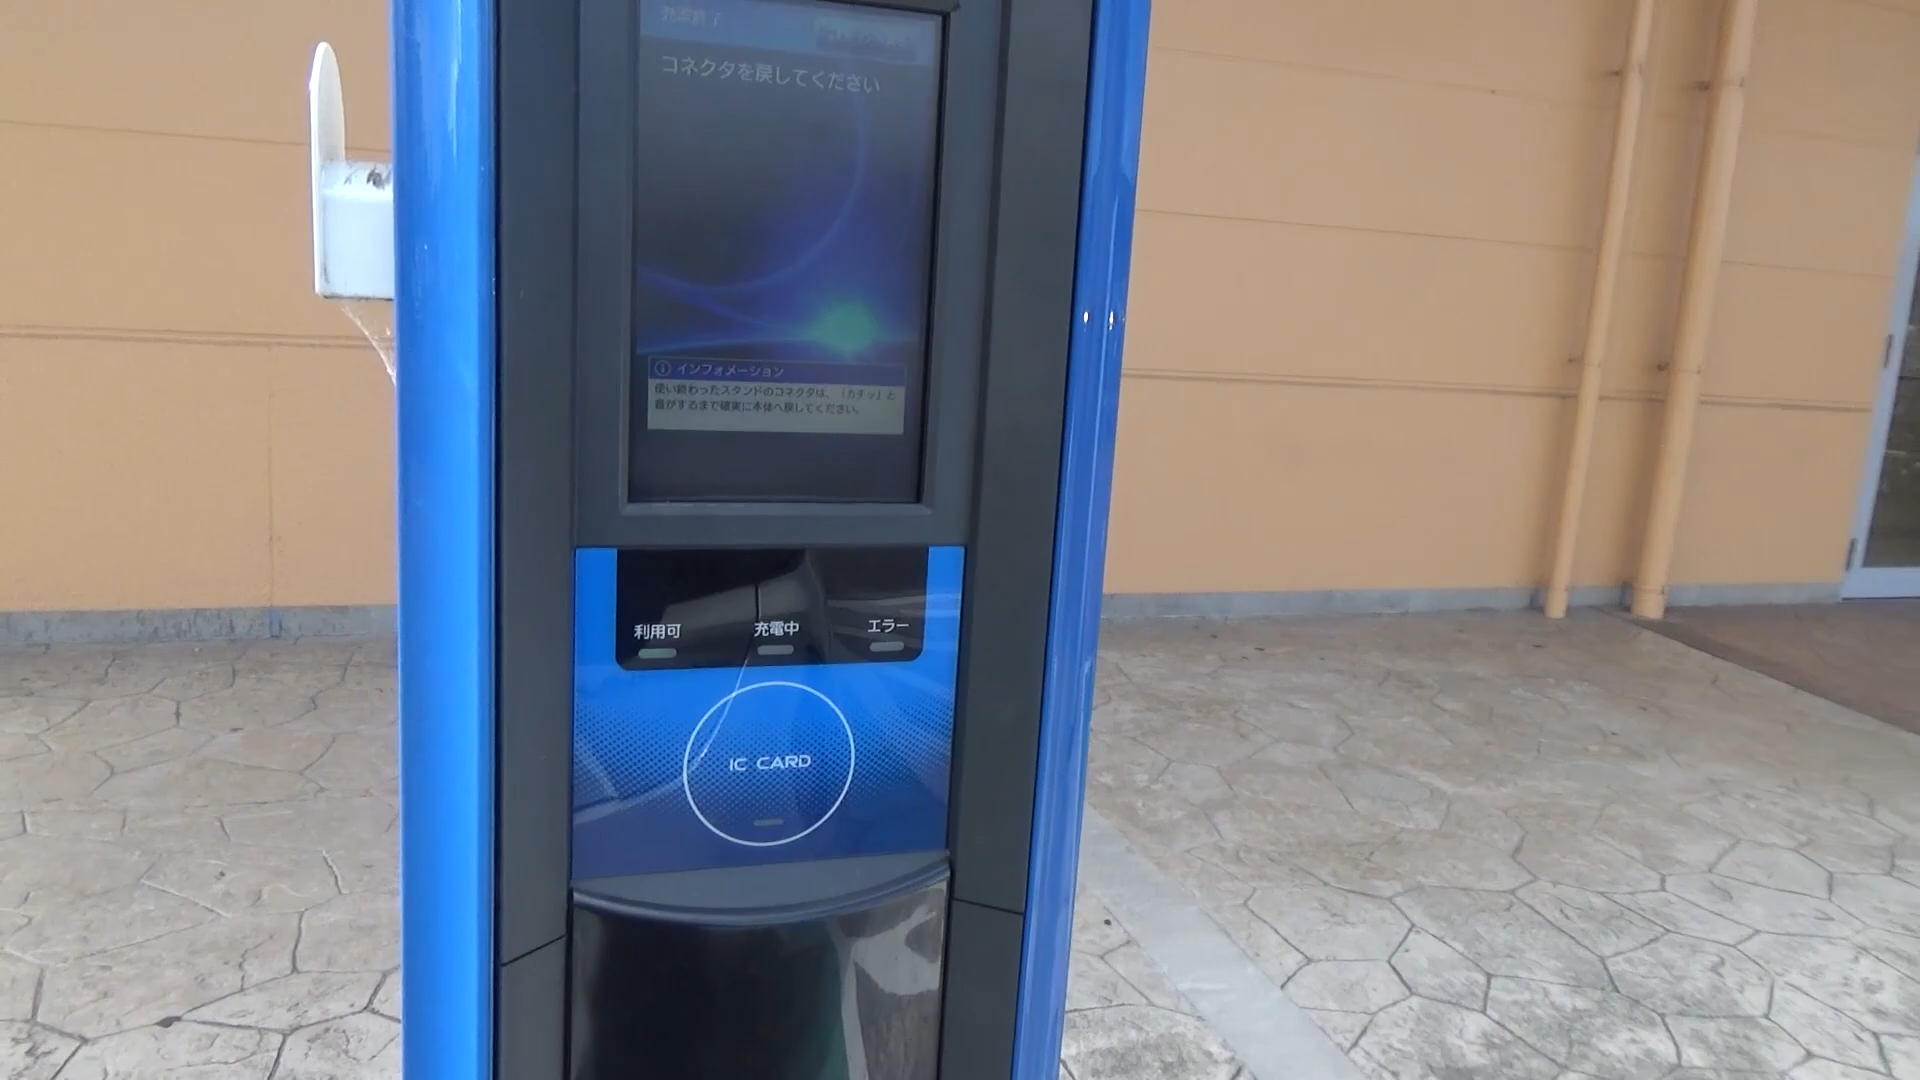 充電終了
コネクタを戻してください
インフォメーション
使い終わったスタンドのコネクタは、「カチッ」と
音がするまで確実に本体へ戻してください。
利用可 充電中 エラー
IC CARD